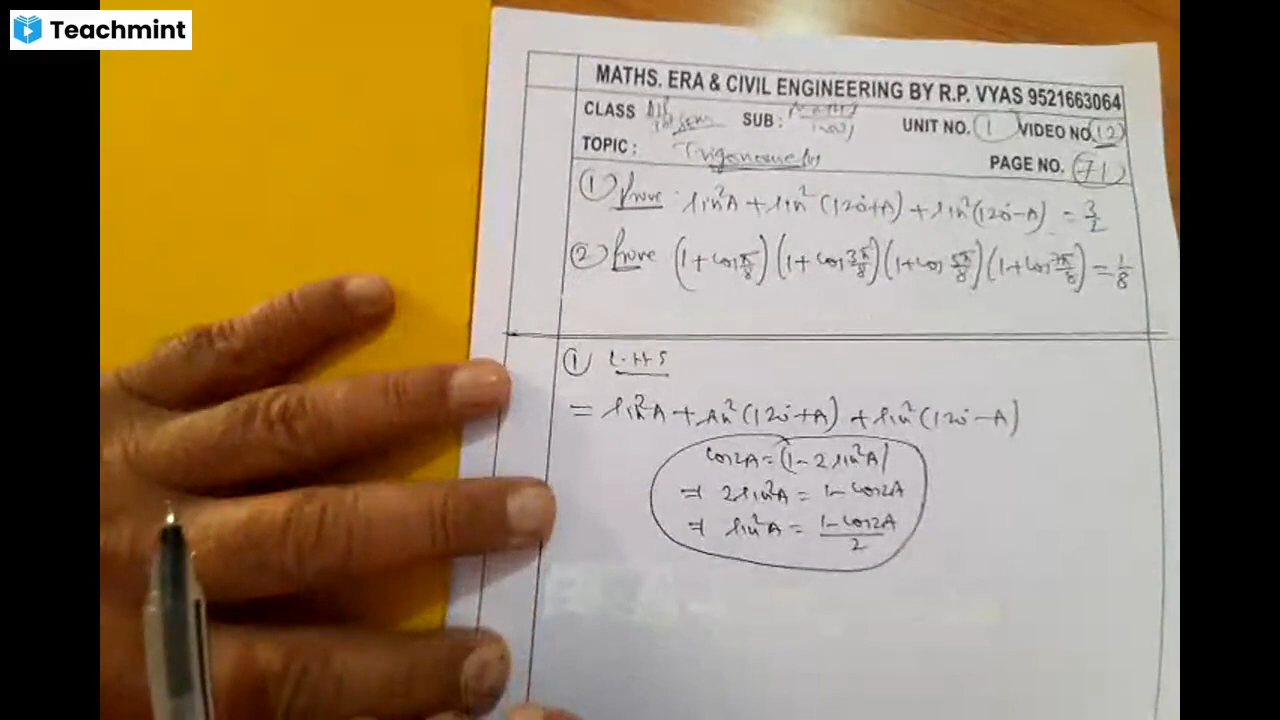 Teachmint
MATHS. ERA & CIVIL ENGINEERING BY R.P. VYAS 9521663064
CLASS SUB : UNIT NO. 1 VIDEO NO. 12
TOPIC : Trigonometry PAGE NO. 71
① Prove : sin²A + sin²(120°+A) + sin²(120°-A) = 3/2
② Prove (1+cos π/8) (1+cos 3π/8) (1+cos 5π/8) (1+cos 7π/8) = 1/8
① L.H.S
= sin²A + sin²(120°+A) + sin²(120°-A)
cos2A = (1-2sin²A)
⇒ 2sin²A = 1-cos2A
⇒ sin²A = 1-cos2A/2